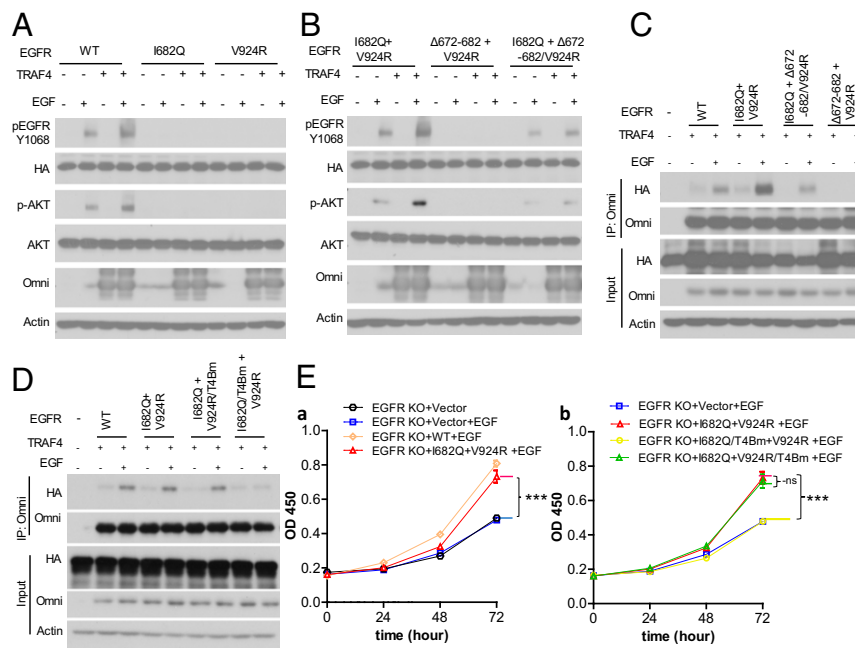 A
EGFR WT I682Q V924R
TRAF4 - - + + - - + + - - + +
EGF - + - + - + - + - + - +
pEGFR
Y1068
HA
p-AKT
AKT
Omni
Actin
B
EGFR I682Q+
V924R Δ672-682 +
V924R I682Q + Δ672
-682/V924R
TRAF4 - - + + - - + + - - + +
EGF - + - + - + - + - + - +
pEGFR
Y1068
HA
p-AKT
AKT
Omni
Actin
C
EGFR - WT I682Q+
V924R I682Q + Δ672
-682/V924R Δ672-682 +
V924R
TRAF4 - + + + + + + + +
EGF - - + - + - + - +
IP: Omni
HA
Omni
Input
HA
Omni
Actin
D
EGFR - WT I682Q+
V924R I682Q +
V924R/T4Bm I682Q/T4Bm +
V924R
TRAF4 - + + + + + + + +
EGF - - + - + - + - +
IP: Omni
HA
Omni
Input
HA
Omni
Actin
E
a
EGFR KO+Vector
EGFR KO+Vector+EGF
EGFR KO+WT+EGF
EGFR KO+I682Q+V924R +EGF
OD 450
1.0
0.8
0.6
0.4
0.2
0.0
0 24 48 72
time (hour)
***
b
EGFR KO+Vector+EGF
EGFR KO+I682Q+V924R +EGF
EGFR KO+I682Q/T4Bm+V924R +EGF
EGFR KO+I682Q+V924R/T4Bm +EGF
OD 450
1.0
0.8
0.6
0.4
0.2
0.0
0 24 48 72
time (hour)
-ns
***